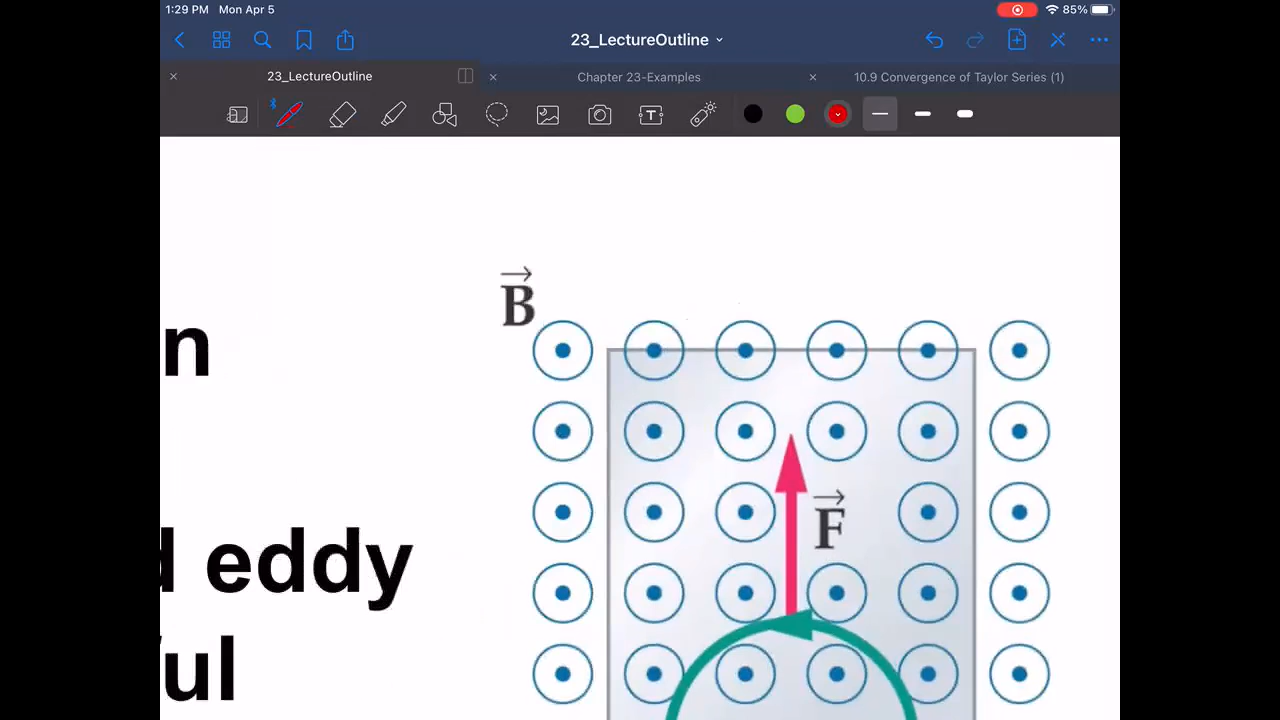 1:29 PM Mon Apr 5
85%
23_LectureOutline
23_LectureOutline
Chapter 23-Examples
10.9 Convergence of Taylor Series (1)
T
B
n
F
eddy
ul